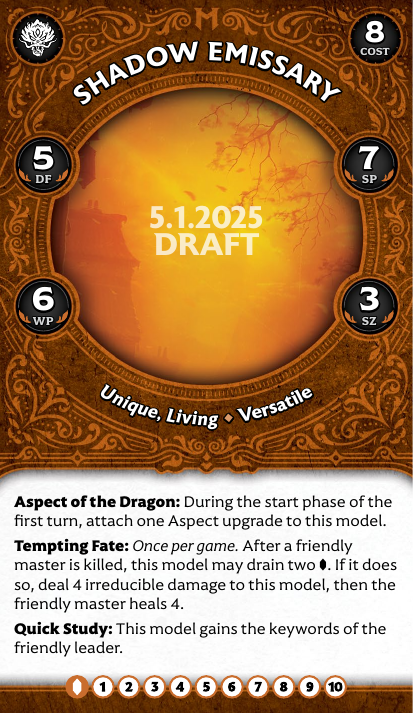 8
COST
SHADOW EMISSARY
5
DF
7
SP
5.1.2025
DRAFT
6
WP
3
SZ
Unique, Living ◆ Versatile
Aspect of the Dragon: During the start phase of the
first turn, attach one Aspect upgrade to this model.
Tempting Fate: Once per game. After a friendly
master is killed, this model may drain two . If it does
so, deal 4 irreducible damage to this model, then the
friendly master heals 4.
Quick Study: This model gains the keywords of the
friendly leader.
1 2 3 4 5 6 7 8 9 10